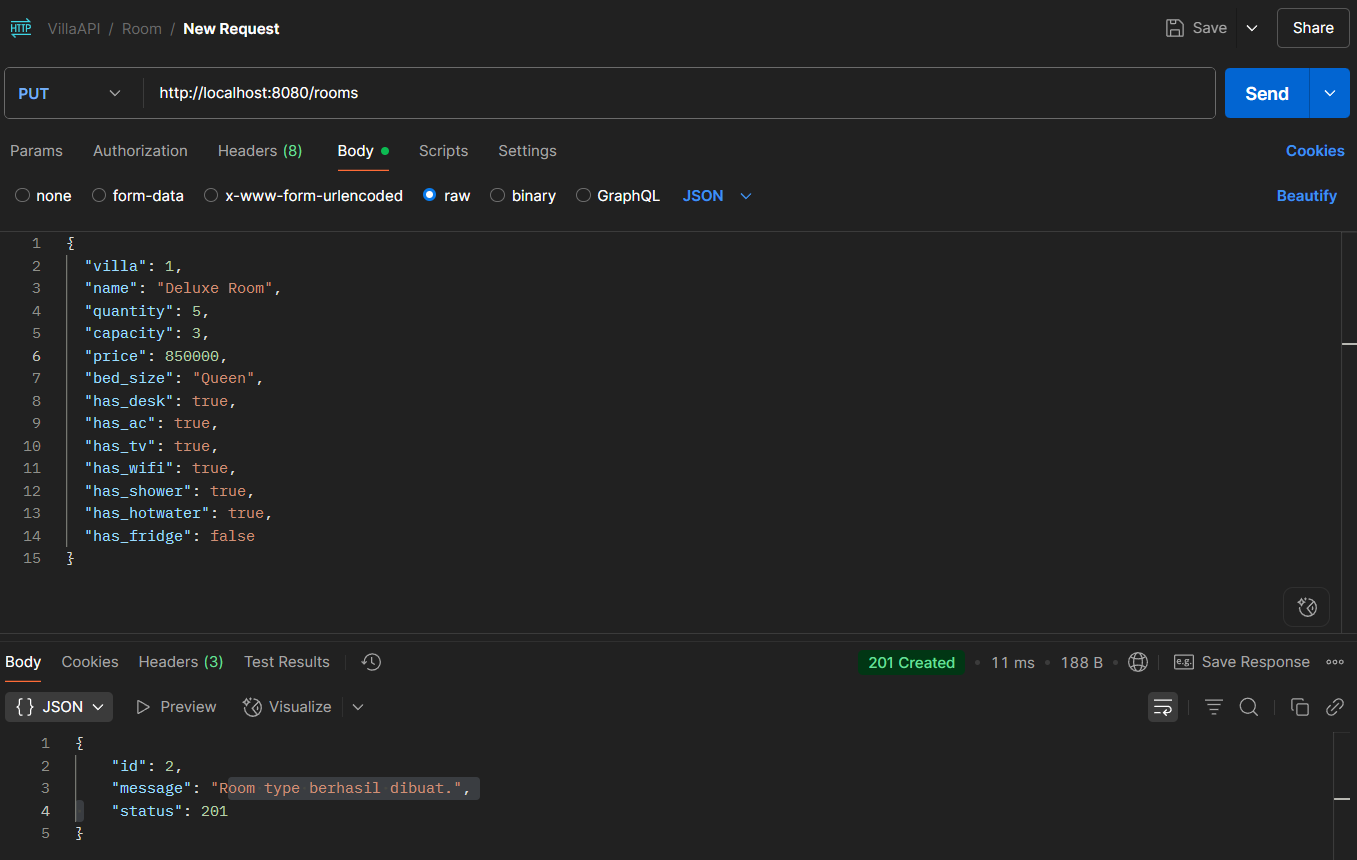 HTTP VillaAPI / Room / New Request Save Share
PUT http://localhost:8080/rooms Send
Params Authorization Headers (8) Body Scripts Settings Cookies
none form-data x-www-form-urlencoded raw binary GraphQL JSON Beautify
1 {
2 "villa": 1,
3 "name": "Deluxe Room",
4 "quantity": 5,
5 "capacity": 3,
6 "price": 850000,
7 "bed_size": "Queen",
8 "has_desk": true,
9 "has_ac": true,
10 "has_tv": true,
11 "has_wifi": true,
12 "has_shower": true,
13 "has_hotwater": true,
14 "has_fridge": false
15 }
Body Cookies Headers (3) Test Results 201 Created • 11 ms • 188 B • e.g. Save Response
{} JSON Preview Visualize
1 {
2 "id": 2,
3 "message": "Room type berhasil dibuat.",
4 "status": 201
5 }